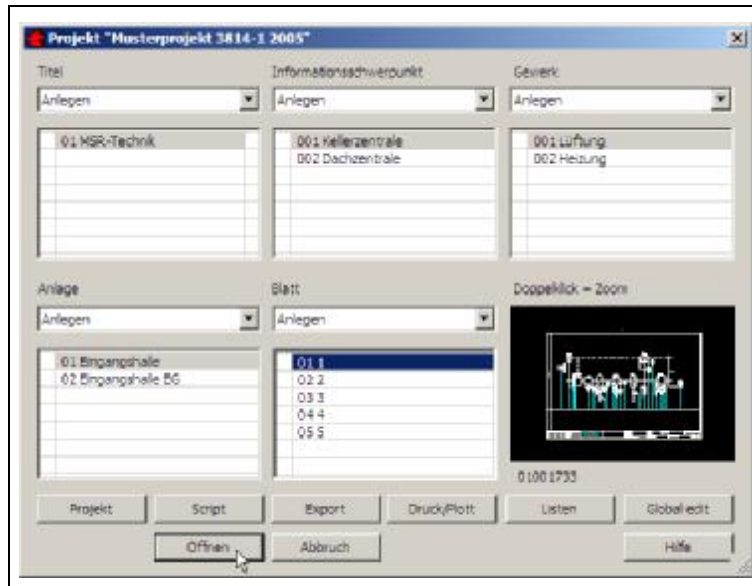 Projekt "Musterprojekt 3814-1 2005"
Titel
Informationsschwerpunkt
Gewerk
Anlegen
Anlegen
Anlegen
01 MSR-Technik
001 Kellerzentrale
002 Dachzentrale
001 Lüftung
002 Heizung
Anlage
Blatt
Doppelklick = Zoom
Anlegen
Anlegen
01 Eingangshalle
02 Eingangshalle EG
01 1
02 2
03 3
04 4
05 5
01001733
Projekt
Script
Export
Druck/Plott
Listen
Global edit
Öffnen
Abbruch
Hilfe